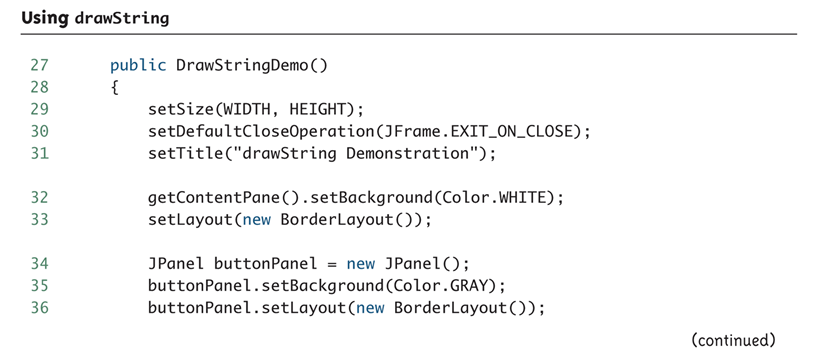 Using drawString
27 public DrawStringDemo()
28 {
29 setSize(WIDTH, HEIGHT);
30 setDefaultCloseOperation(JFrame.EXIT_ON_CLOSE);
31 setTitle("drawString Demonstration");
32 getContentPane().setBackground(Color.WHITE);
33 setLayout(new BorderLayout());
34 JPanel buttonPanel = new JPanel();
35 buttonPanel.setBackground(Color.GRAY);
36 buttonPanel.setLayout(new BorderLayout());
(continued)